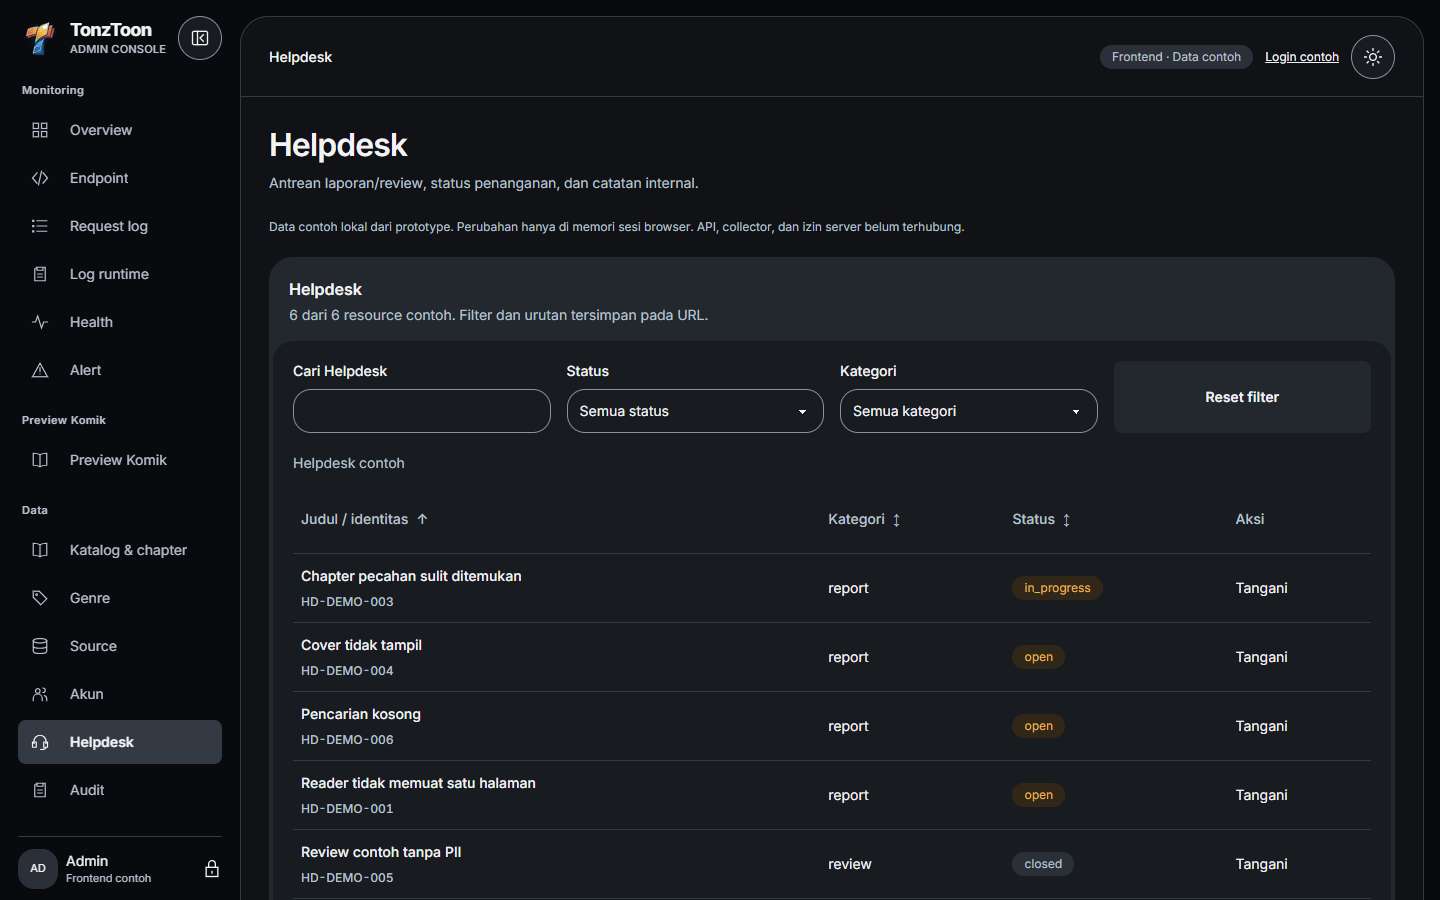 TonzToon
ADMIN CONSOLE
Monitoring
Overview
Endpoint
Request log
Log runtime
Health
Alert
Preview Komik
Preview Komik
Data
Katalog & chapter
Genre
Source
Akun
Helpdesk
Audit
AD
Admin
Frontend contoh
Helpdesk
Frontend · Data contoh
Login contoh
Helpdesk
Antrean laporan/review, status penanganan, dan catatan internal.
Data contoh lokal dari prototype. Perubahan hanya di memori sesi browser. API, collector, dan izin server belum terhubung.
Helpdesk
6 dari 6 resource contoh. Filter dan urutan tersimpan pada URL.
Cari Helpdesk
Status
Semua status
Kategori
Semua kategori
Reset filter
Helpdesk contoh
Judul / identitas ↑ Kategori ↕ Status ↕ Aksi
Chapter pecahan sulit ditemukan
HD-DEMO-003
report in_progress Tangani
Cover tidak tampil
HD-DEMO-004
report open Tangani
Pencarian kosong
HD-DEMO-006
report open Tangani
Reader tidak memuat satu halaman
HD-DEMO-001
report open Tangani
Review contoh tanpa PII
HD-DEMO-005
review closed Tangani